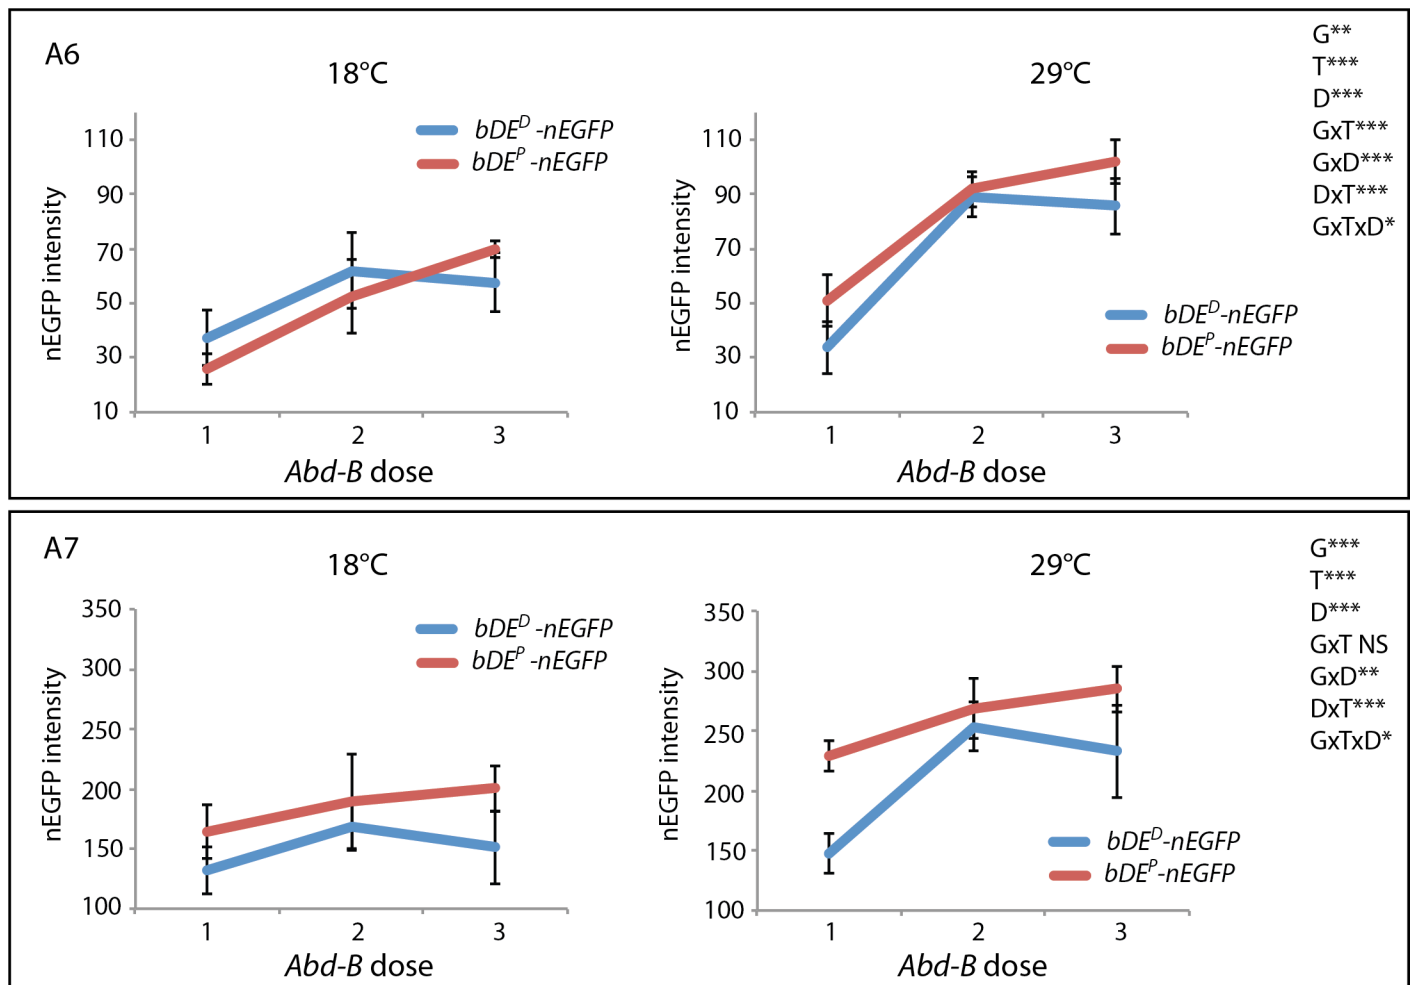 A6
18°C
bDE^D -nEGFP
bDE^P -nEGFP
nEGFP intensity
110
90
70
50
30
10
1 2 3
Abd-B dose
29°C
nEGFP intensity
110
90
70
50
30
10
bDE^D-nEGFP
bDE^P-nEGFP
1 2 3
Abd-B dose
G**
T***
D***
GxT***
GxD***
DxT***
GxTxD*
A7
18°C
bDE^D -nEGFP
bDE^P -nEGFP
nEGFP intensity
350
300
250
200
150
100
1 2 3
Abd-B dose
29°C
nEGFP intensity
350
300
250
200
150
100
bDE^D-nEGFP
bDE^P-nEGFP
1 2 3
Abd-B dose
G***
T***
D***
GxT NS
GxD**
DxT***
GxTxD*